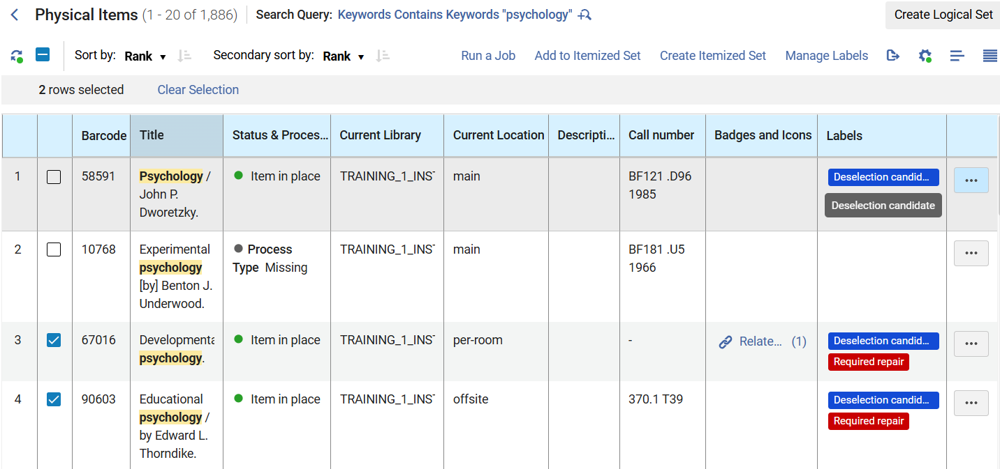 Physical Items (1 - 20 of 1,886) Search Query: Keywords Contains Keywords "psychology" Create Logical Set
Sort by: Rank Secondary sort by: Rank Run a Job Add to Itemized Set Create Itemized Set Manage Labels
2 rows selected Clear Selection
Barcode Title Status & Proces... Current Library Current Location Descripti... Call number Badges and Icons Labels
1 58591 Psychology / Item in place TRAINING_1_INST main BF121 .D96 Deselection candid... ...
John P. 1985 Deselection candidate
Dworetzky.
2 10768 Experimental Process TRAINING_1_INST main BF181 .U5 ...
psychology Type Missing 1966
[by] Benton J.
Underwood.
3 67016 Developmenta Item in place TRAINING_1_INST per-room - Relate... (1) Deselection candid... ...
psychology. Required repair
4 90603 Educational Item in place TRAINING_1_INST offsite 370.1 T39 Deselection candid... ...
psychology / Required repair
by Edward L.
Thorndike.